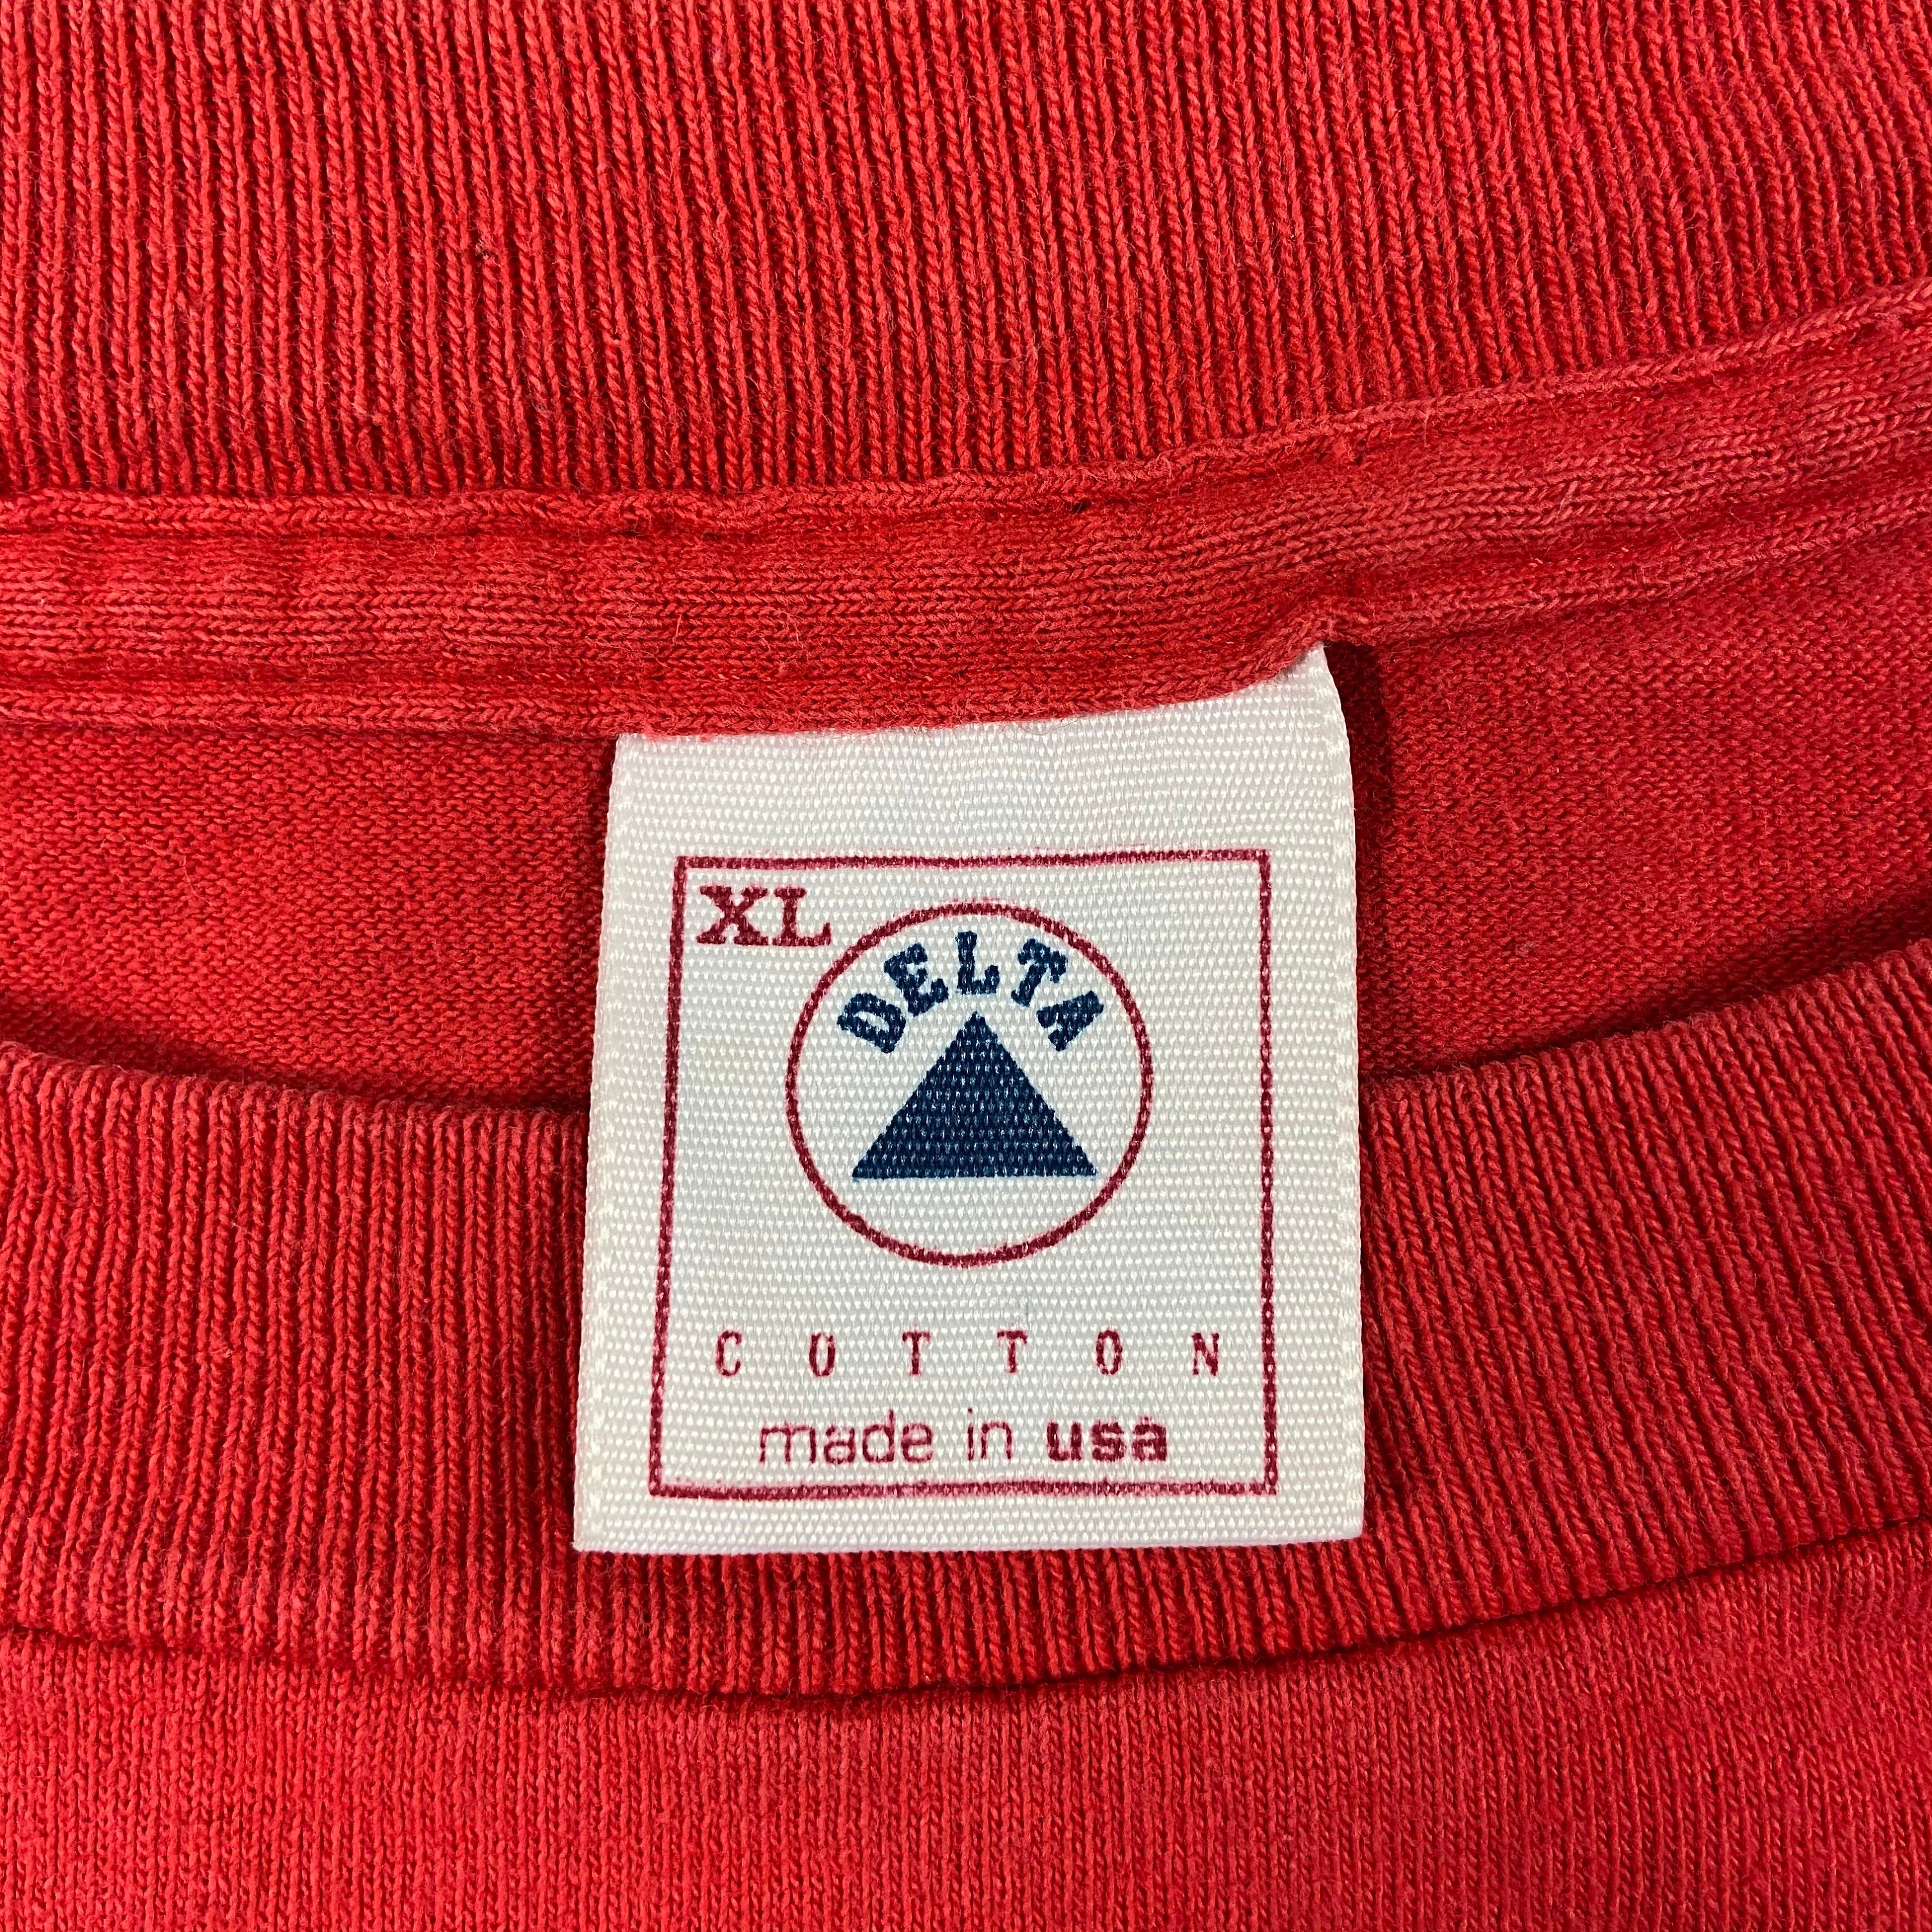 XL
DELTA
COTTON
made in usa